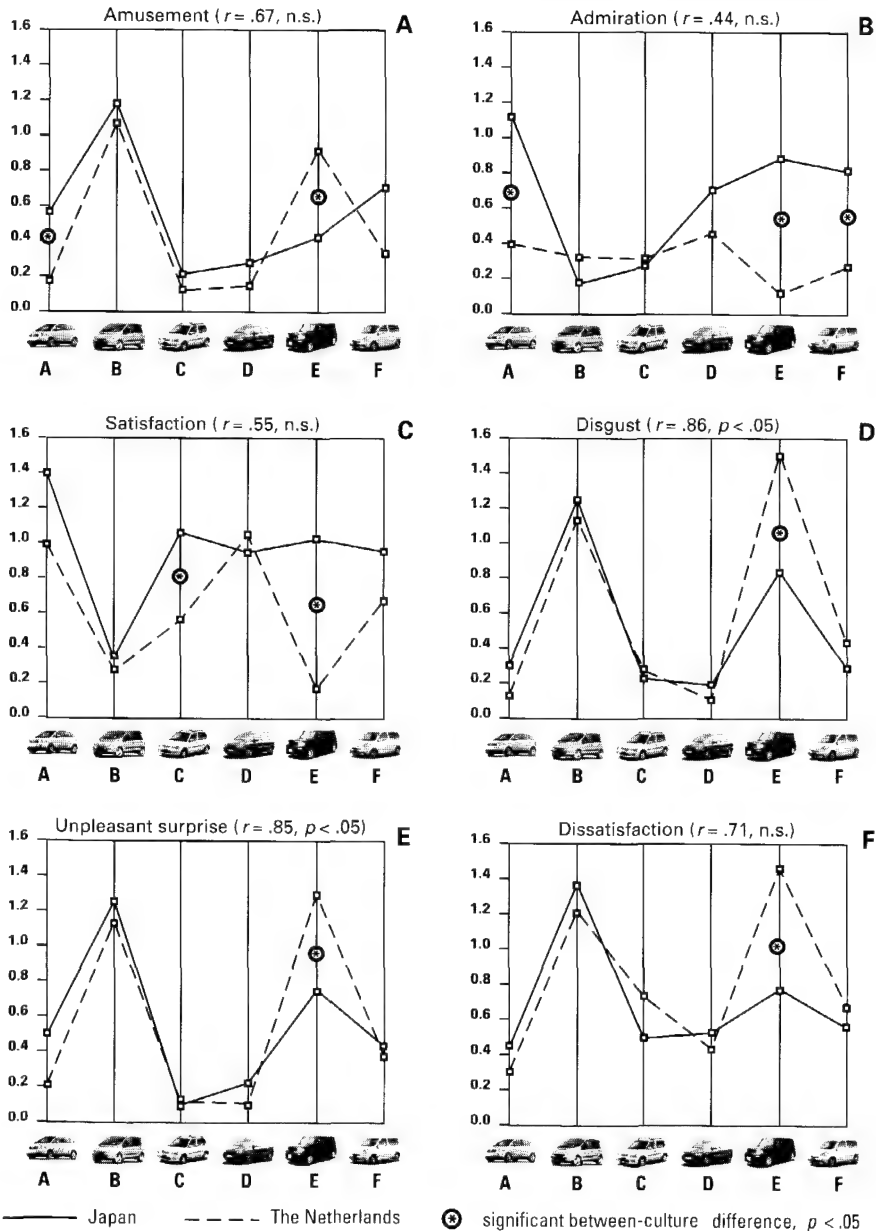 Amusement (r = .67, n.s.)
A
1.6
1.4
1.2
1.0
0.8
0.6
0.4
0.2
0.0
A B C D E F
Admiration (r = .44, n.s.)
B
1.6
1.4
1.2
1.0
0.8
0.6
0.4
0.2
0.0
A B C D E F
Satisfaction (r = .55, n.s.)
C
1.6
1.4
1.2
1.0
0.8
0.6
0.4
0.2
0.0
A B C D E F
Disgust (r = .86, p < .05)
D
1.6
1.4
1.2
1.0
0.8
0.6
0.4
0.2
0.0
A B C D E F
Unpleasant surprise (r = .85, p < .05)
E
1.6
1.4
1.2
1.0
0.8
0.6
0.4
0.2
0.0
A B C D E F
Dissatisfaction (r = .71, n.s.)
F
1.6
1.4
1.2
1.0
0.8
0.6
0.4
0.2
0.0
A B C D E F
Japan The Netherlands significant between-culture difference, p < .05